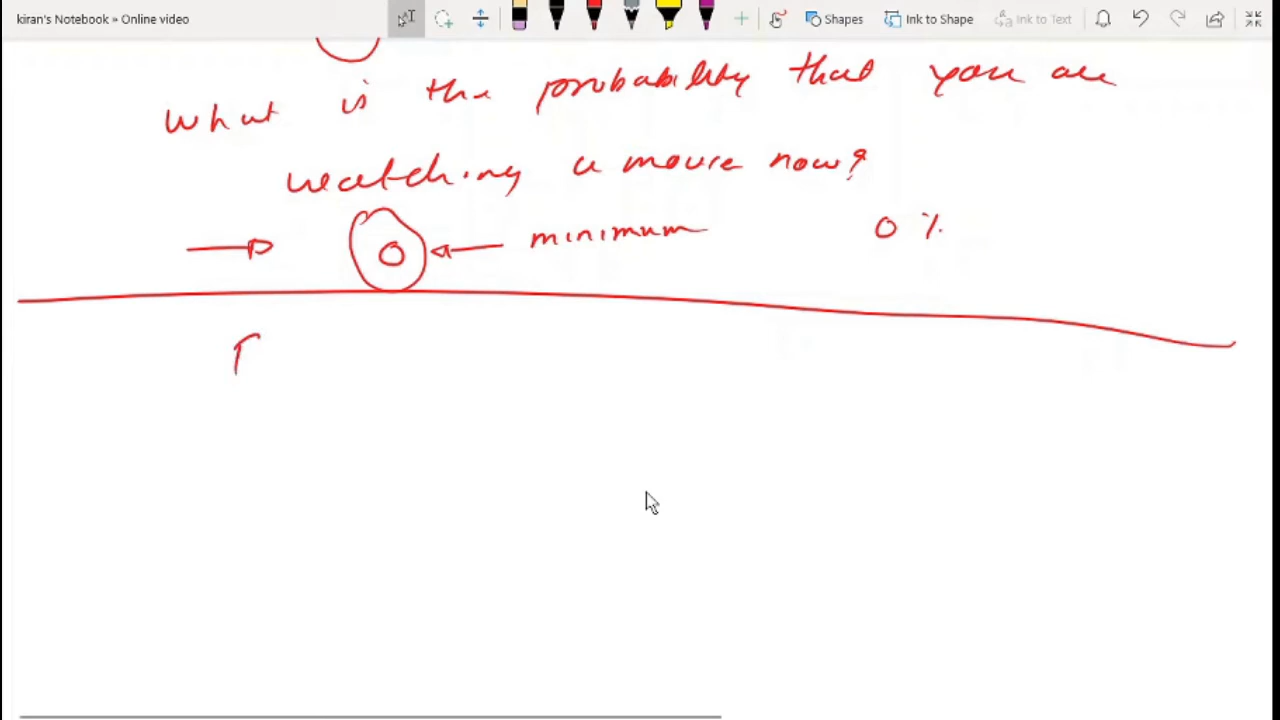 kiran's Notebook » Online video
Shapes
Ink to Shape
Ink to Text
what is the probability that you are
watching a movie now?
0 ← minimum 0 %